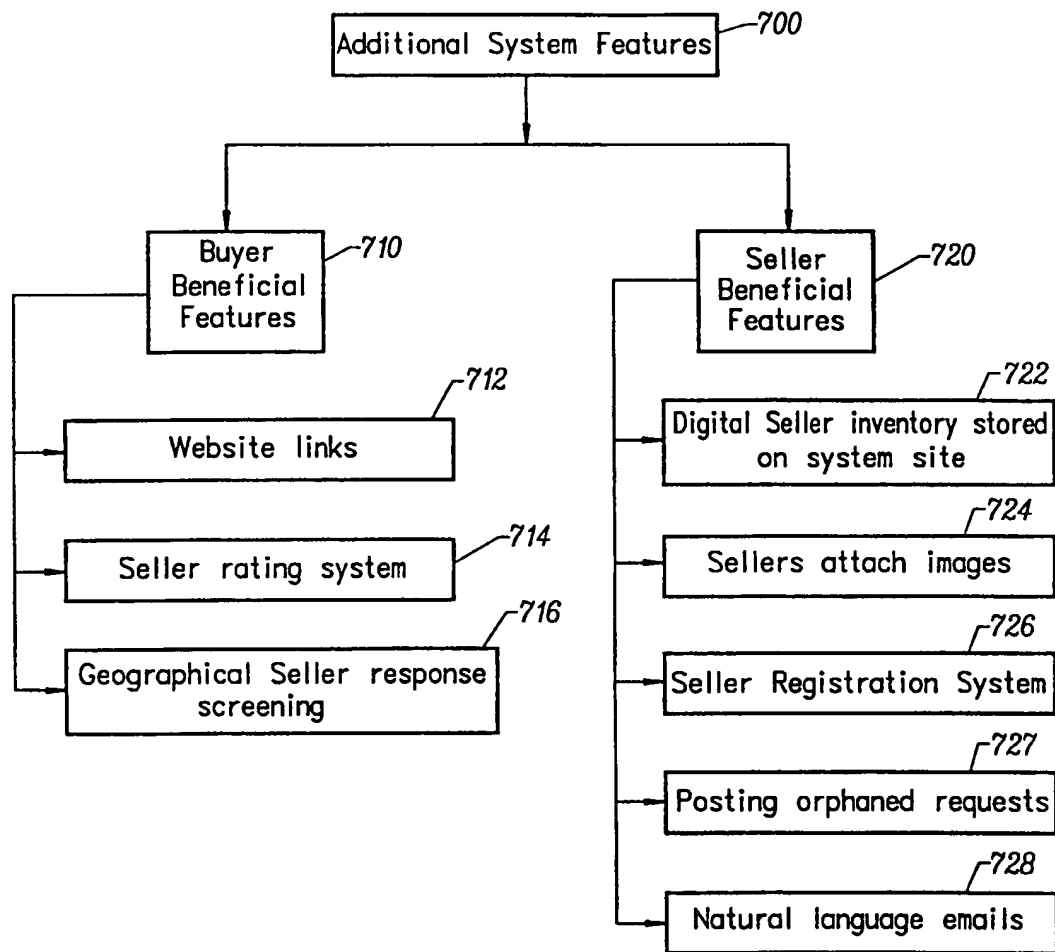 Additional System Features
700
Buyer
Beneficial
Features
710
712
Website links
714
Seller rating system
716
Geographical Seller response
screening
Seller
Beneficial
Features
720
722
Digital Seller inventory stored
on system site
724
Sellers attach images
726
Seller Registration System
727
Posting orphaned requests
728
Natural language emails